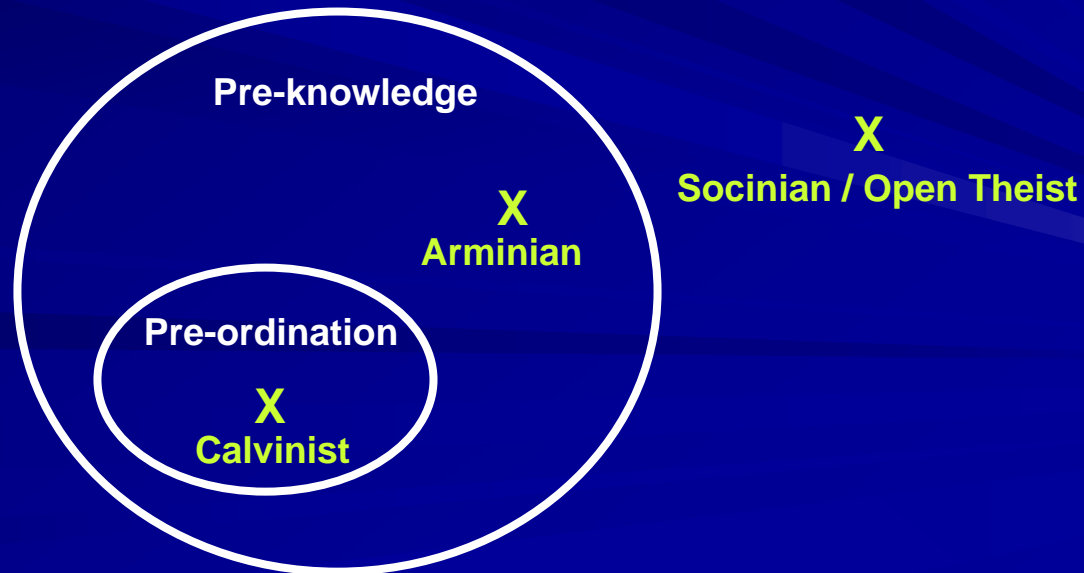 Pre-knowledge
X
Socinian / Open Theist
X
Arminian
Pre-ordination
X
Calvinist